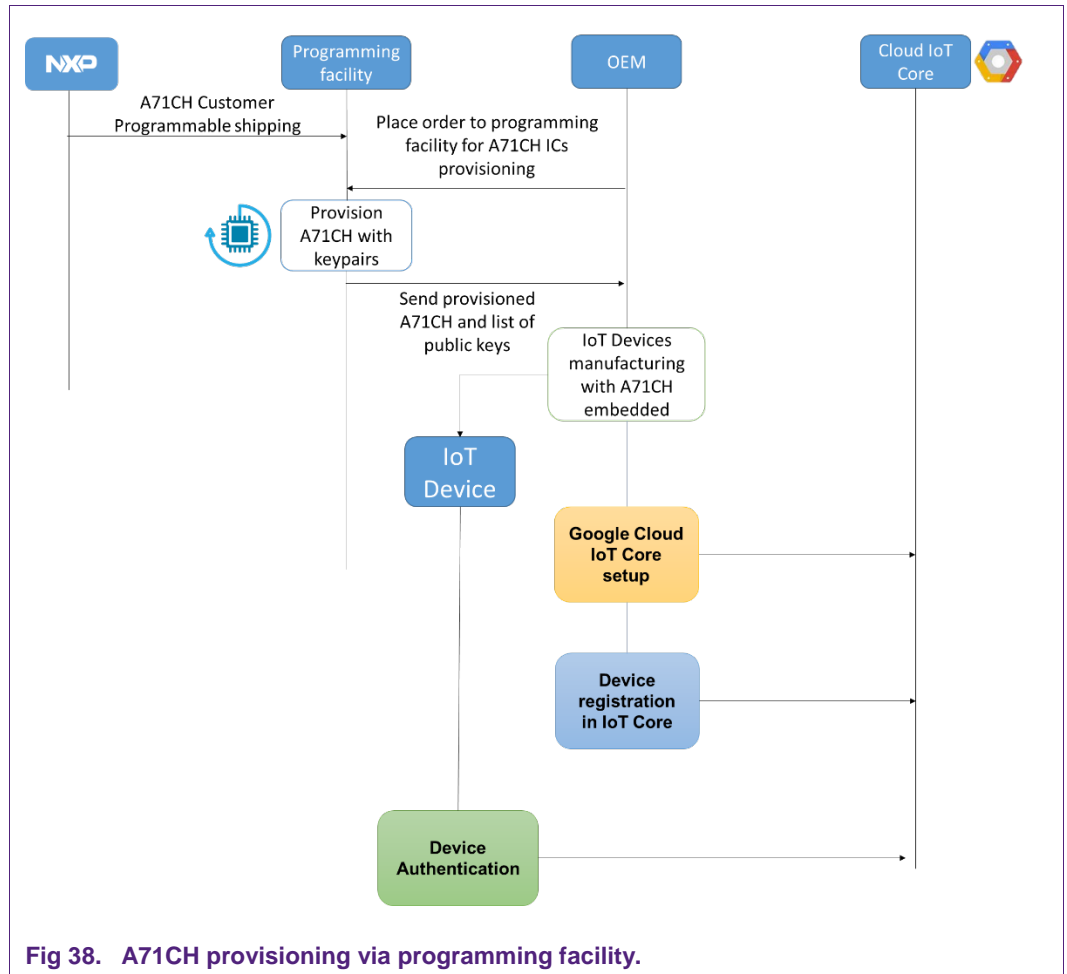 NXP
Programming
facility
OEM
Cloud IoT
Core
A71CH Customer
Programmable shipping
Place order to programming
facility for A71CH ICs
provisioning
Provision
A71CH with
keypairs
Send provisioned
A71CH and list of
public keys
IoT Devices
manufacturing
with A71CH
embedded
IoT
Device
Google Cloud
IoT Core
setup
Device
registration
in IoT Core
Device
Authentication
Fig 38. A71CH provisioning via programming facility.